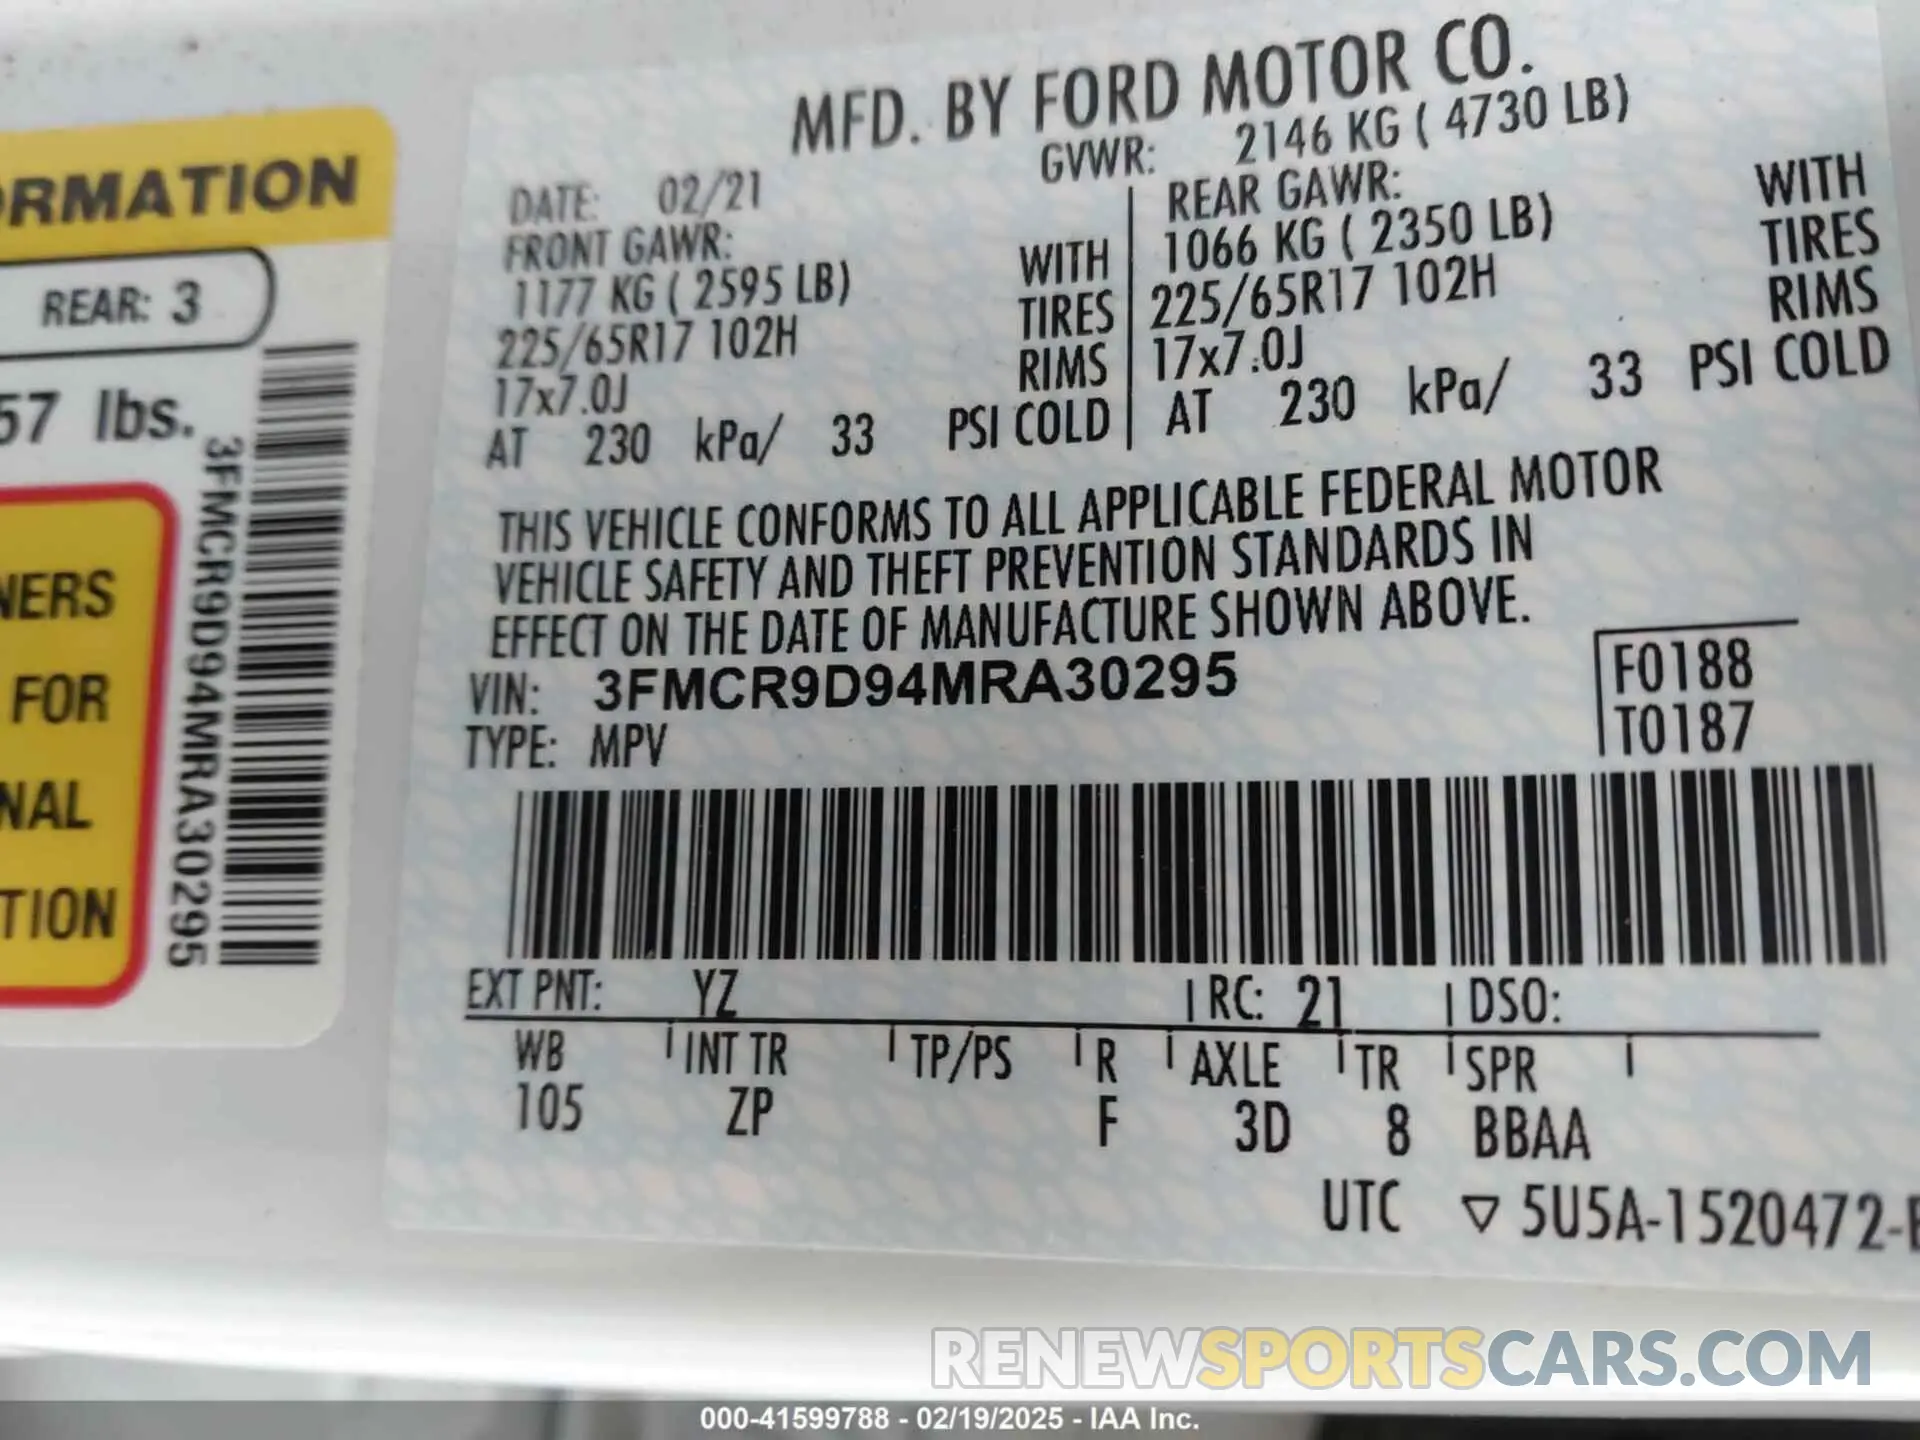 ORMATION
REAR: 3
57 lbs.
3FMCR9D94MRA30295
NERS
FOR
NAL
TION
MFD. BY FORD MOTOR CO.
DATE: 02/21 GVWR: 2146 KG ( 4730 LB)
FRONT GAWR: REAR GAWR: WITH
1177 KG ( 2595 LB) WITH 1066 KG ( 2350 LB) TIRES
225/65R17 102H TIRES 225/65R17 102H RIMS
17x7.0J RIMS 17x7.0J
AT 230 kPa/ 33 PSI COLD AT 230 kPa/ 33 PSI COLD
THIS VEHICLE CONFORMS TO ALL APPLICABLE FEDERAL MOTOR
VEHICLE SAFETY AND THEFT PREVENTION STANDARDS IN
EFFECT ON THE DATE OF MANUFACTURE SHOWN ABOVE.
VIN: 3FMCR9D94MRA30295 F0188
TYPE: MPV T0187
EXT PNT: YZ RC: 21 DSO:
WB INT TR TP/PS R AXLE TR SPR
105 ZP F 3D 8 BBAA
UTC ▽ 5U5A-1520472-
RENEWSPORTSCARS.COM
000-41599788 - 02/19/2025 - IAA Inc.